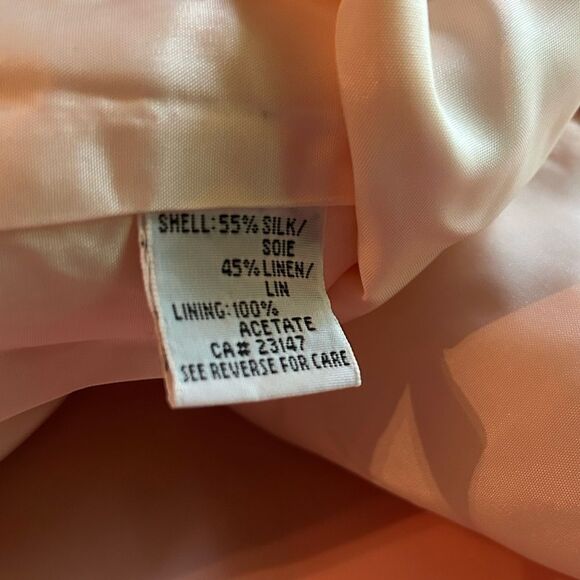 SHELL:55% SILK/
SOIE
45% LINEN/
LIN
LINING:100%
ACETATE
CA# 23147
SEE REVERSE FOR CARE